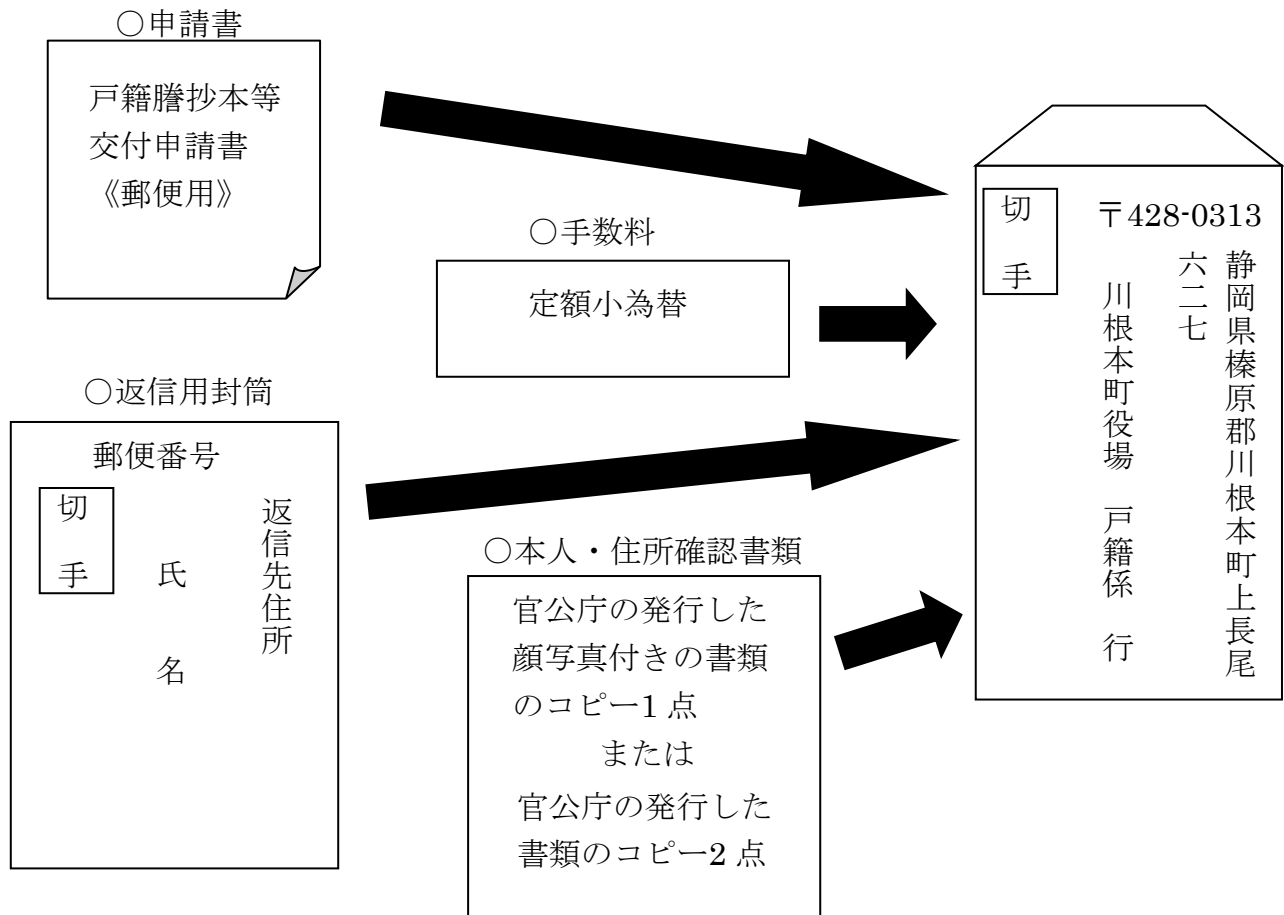 ○申請書
戸籍謄抄本等
交付申請書
《郵便用》
○手数料
定額小為替
○返信用封筒
郵便番号
切手
返信先住所
氏名
○本人・住所確認書類
官公庁の発行した
顔写真付きの書類
のコピー1点
または
官公庁の発行した
書類のコピー2点
切手
〒428-0313
静岡県榛原郡川根本町上長尾
六二七
川根本町役場 戸籍係 行